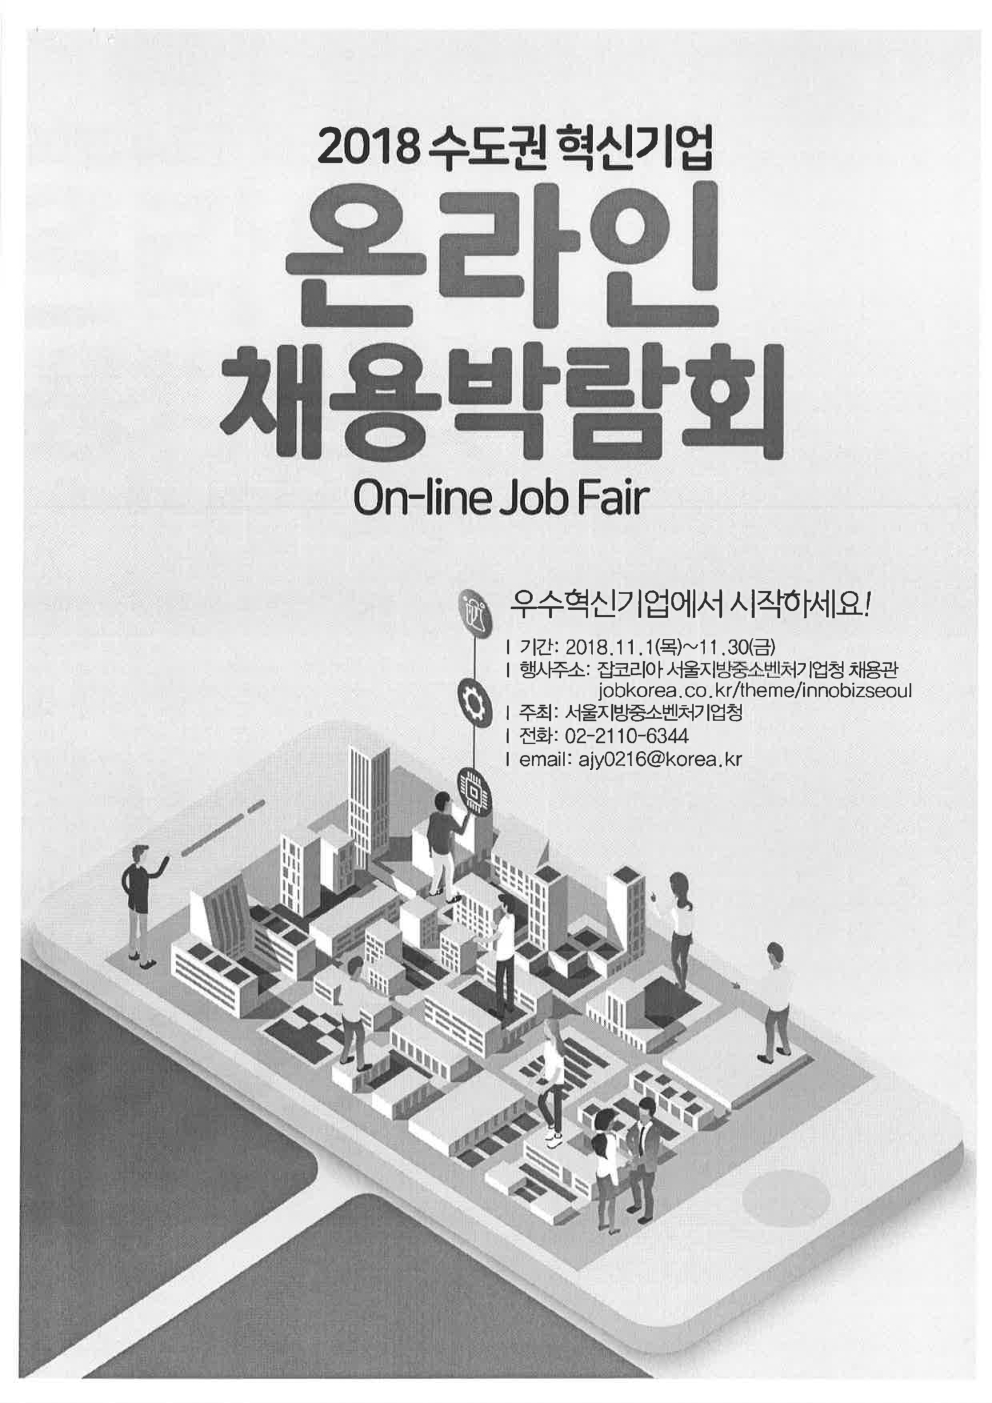 2018 수도권 혁신기업
온라인
채용박람회
On-line Job Fair
우수혁신기업에서 시작하세요!
| 기간: 2018.11.1(목)~11.30(금)
| 행사주소: 잡코리아 서울지방중소벤처기업청 채용관
jobkorea.co.kr/theme/innobizseoul
| 주최: 서울지방중소벤처기업청
| 전화: 02-2110-6344
| email: ajy0216@korea.kr